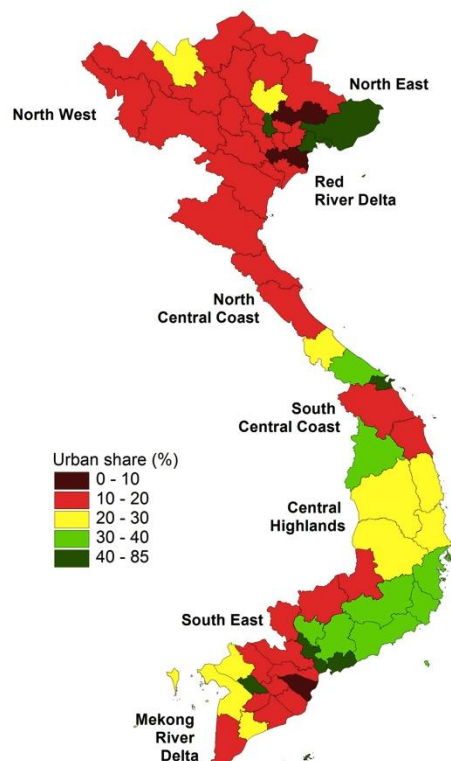 North East
North West
Red
River Delta
North
Central Coast
South
Central Coast
Urban share (%)
0 - 10
10 - 20
20 - 30
30 - 40
40 - 85
Central
Highlands
South East
Mekong
River
Delta